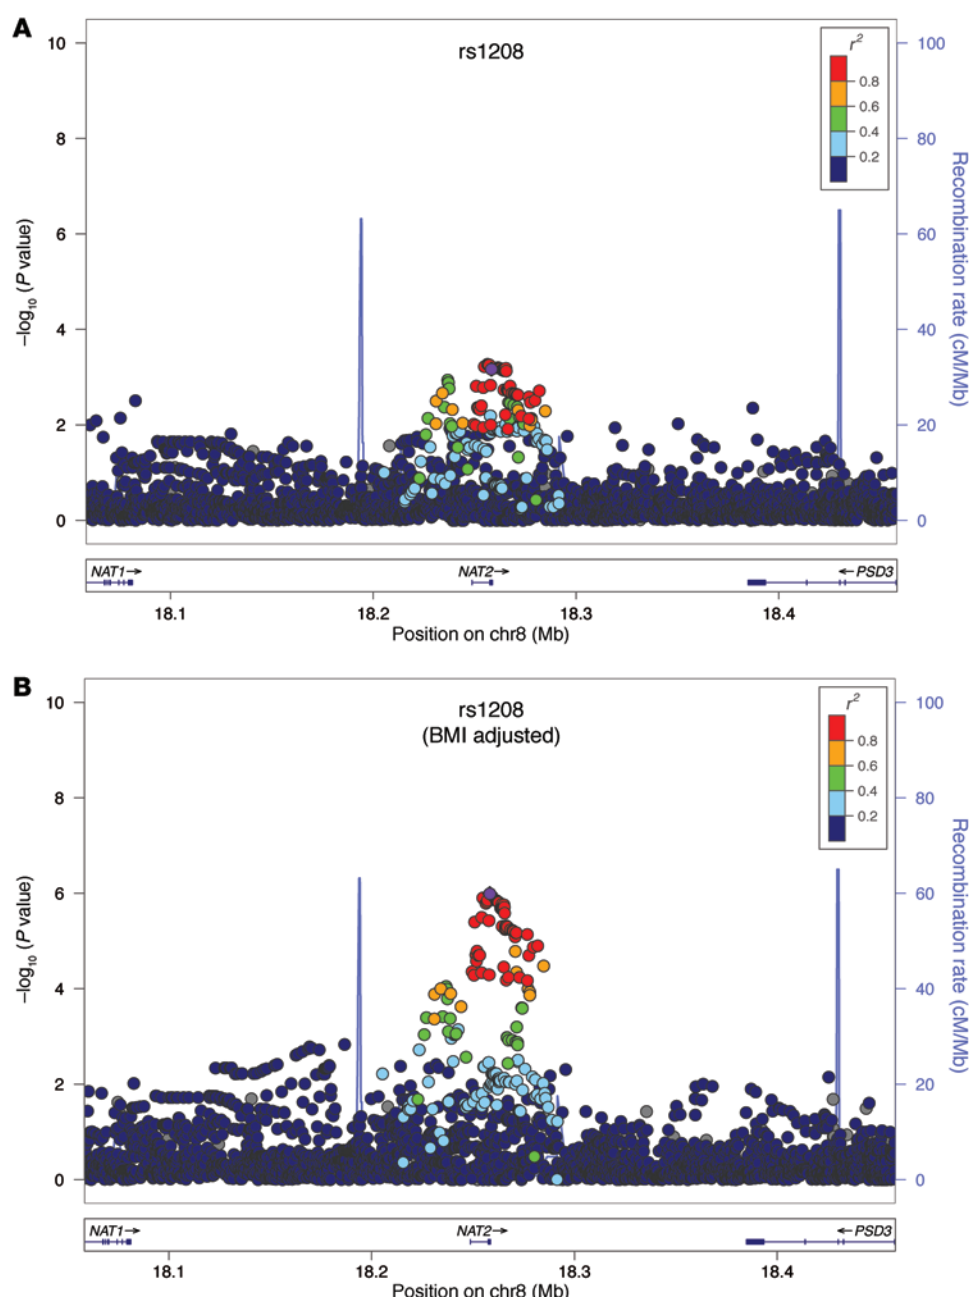 A
rs1208
r²
0.8
0.6
0.4
0.2
10
8
6
4
2
0
–log₁₀ (P value)
100
80
60
40
20
0
Recombination rate (cM/Mb)
NAT1→
NAT2→
←PSD3
18.1 18.2 18.3 18.4
Position on chr8 (Mb)
B
rs1208
(BMI adjusted)
r²
0.8
0.6
0.4
0.2
10
8
6
4
2
0
–log₁₀ (P value)
100
80
60
40
20
0
Recombination rate (cM/Mb)
NAT1→
NAT2→
←PSD3
18.1 18.2 18.3 18.4
Position on chr8 (Mb)